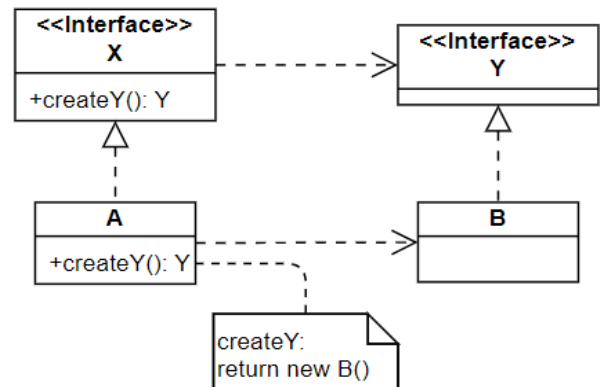 <<Interface>>
X
+createY(): Y
<<Interface>>
Y
A
+createY(): Y
B
createY:
return new B()